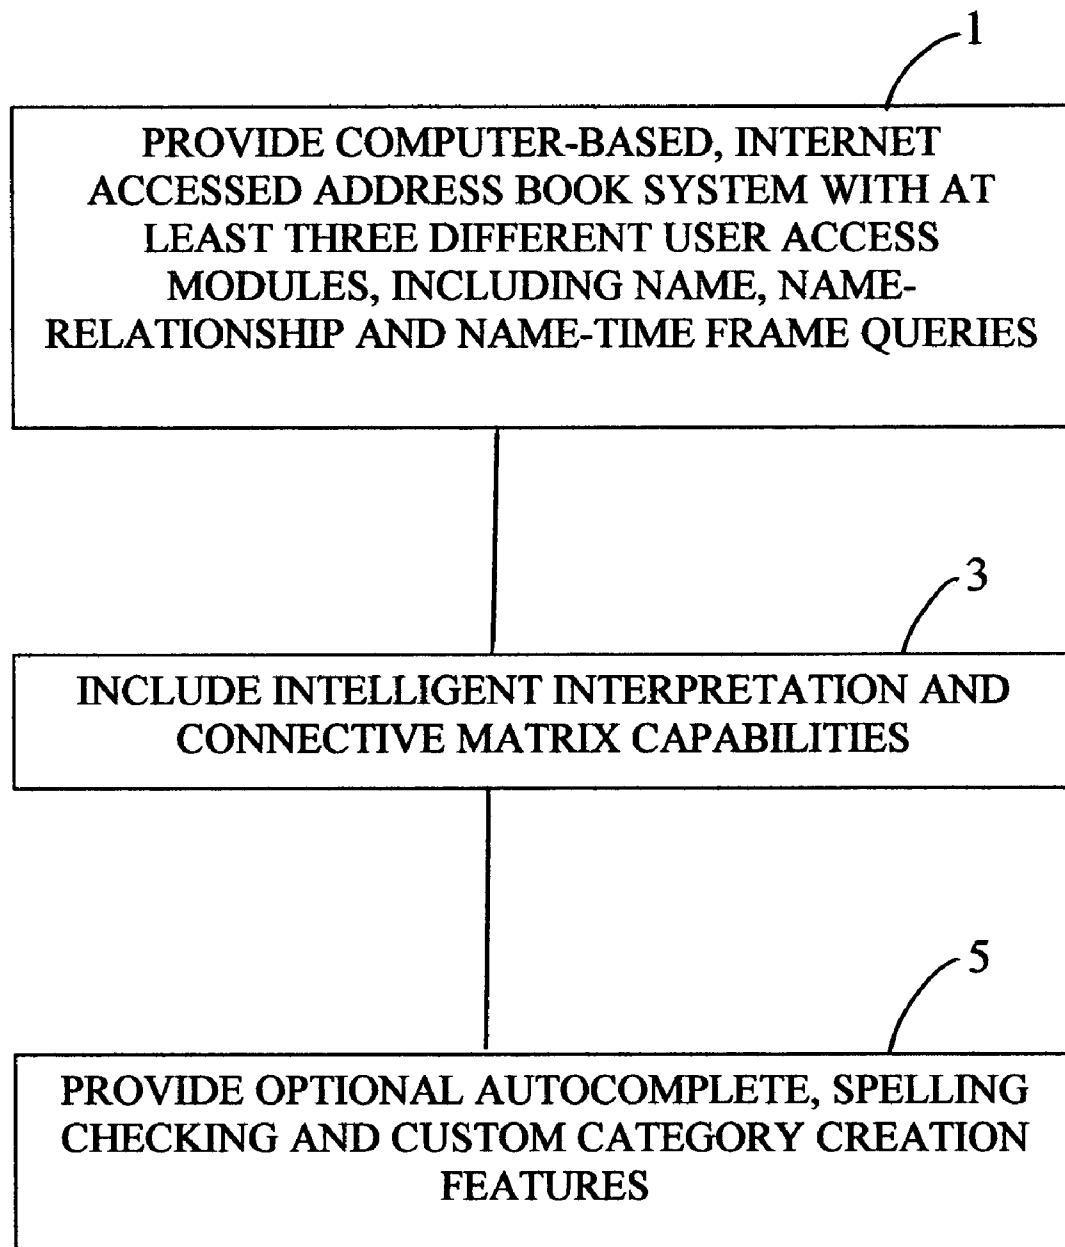 1
PROVIDE COMPUTER-BASED, INTERNET
ACCESSED ADDRESS BOOK SYSTEM WITH AT
LEAST THREE DIFFERENT USER ACCESS
MODULES, INCLUDING NAME, NAME-
RELATIONSHIP AND NAME-TIME FRAME QUERIES
3
INCLUDE INTELLIGENT INTERPRETATION AND
CONNECTIVE MATRIX CAPABILITIES
5
PROVIDE OPTIONAL AUTOCOMPLETE, SPELLING
CHECKING AND CUSTOM CATEGORY CREATION
FEATURES